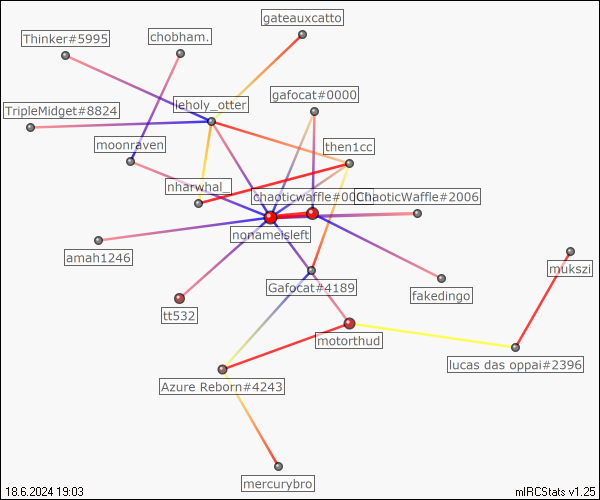 gateauxcatto
Thinker#5995
chobham.
gafocat#0000
leholy_otter
TripleMidget#8824
moonraven
then1cc
nharwhal_
chaoticwaffle#00
ChaoticWaffle#2006
nonameisleft
amah1246
mukszi
Gafocat#4189
fakedingo
tt532
motorthud
lucas das oppai#2396
Azure Reborn#4243
mercurybro
18.6.2024 19:03
mIRCStats v1.25